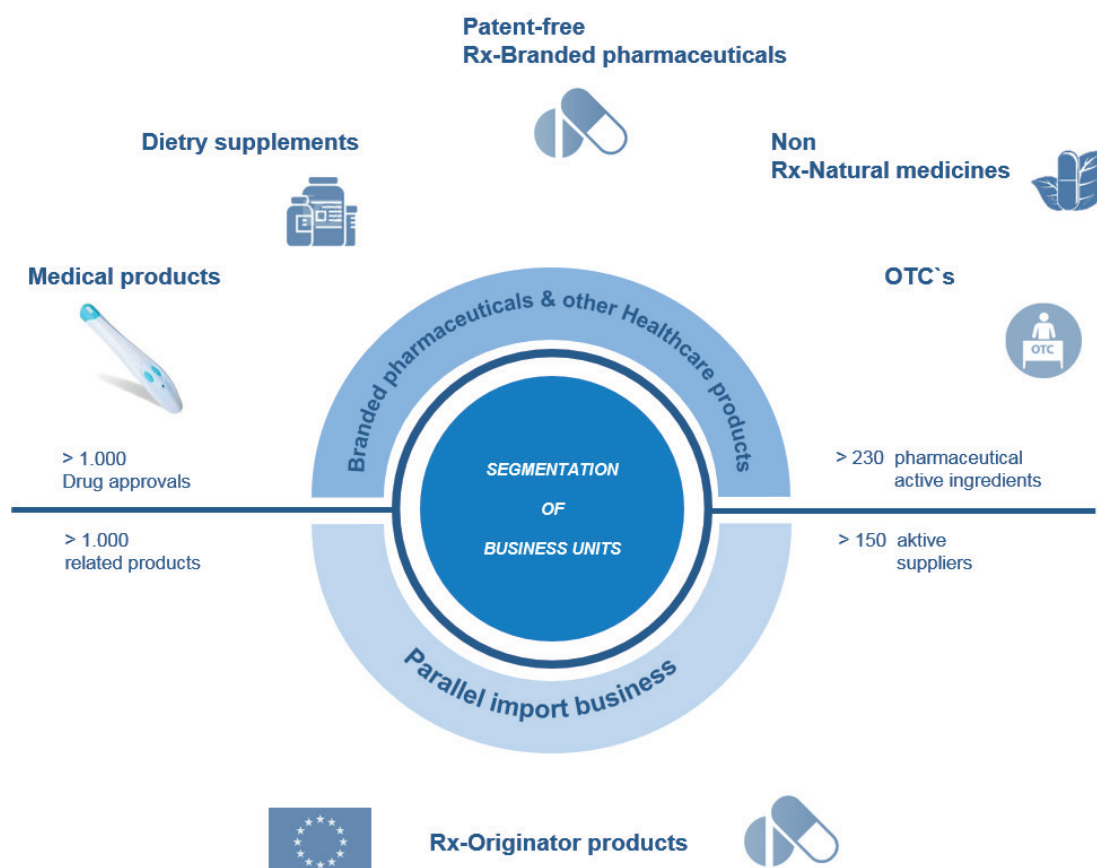 Patent-free
Rx-Branded pharmaceuticals
Dietry supplements
Non
Rx-Natural medicines
Medical products
OTC`s
OTC
Branded pharmaceuticals & other Healthcare products
> 1.000
Drug approvals
> 230 pharmaceutical
active ingredients
SEGMENTATION
OF
BUSINESS UNITS
> 1.000
related products
> 150 aktive
suppliers
Parallel import business
Rx-Originator products